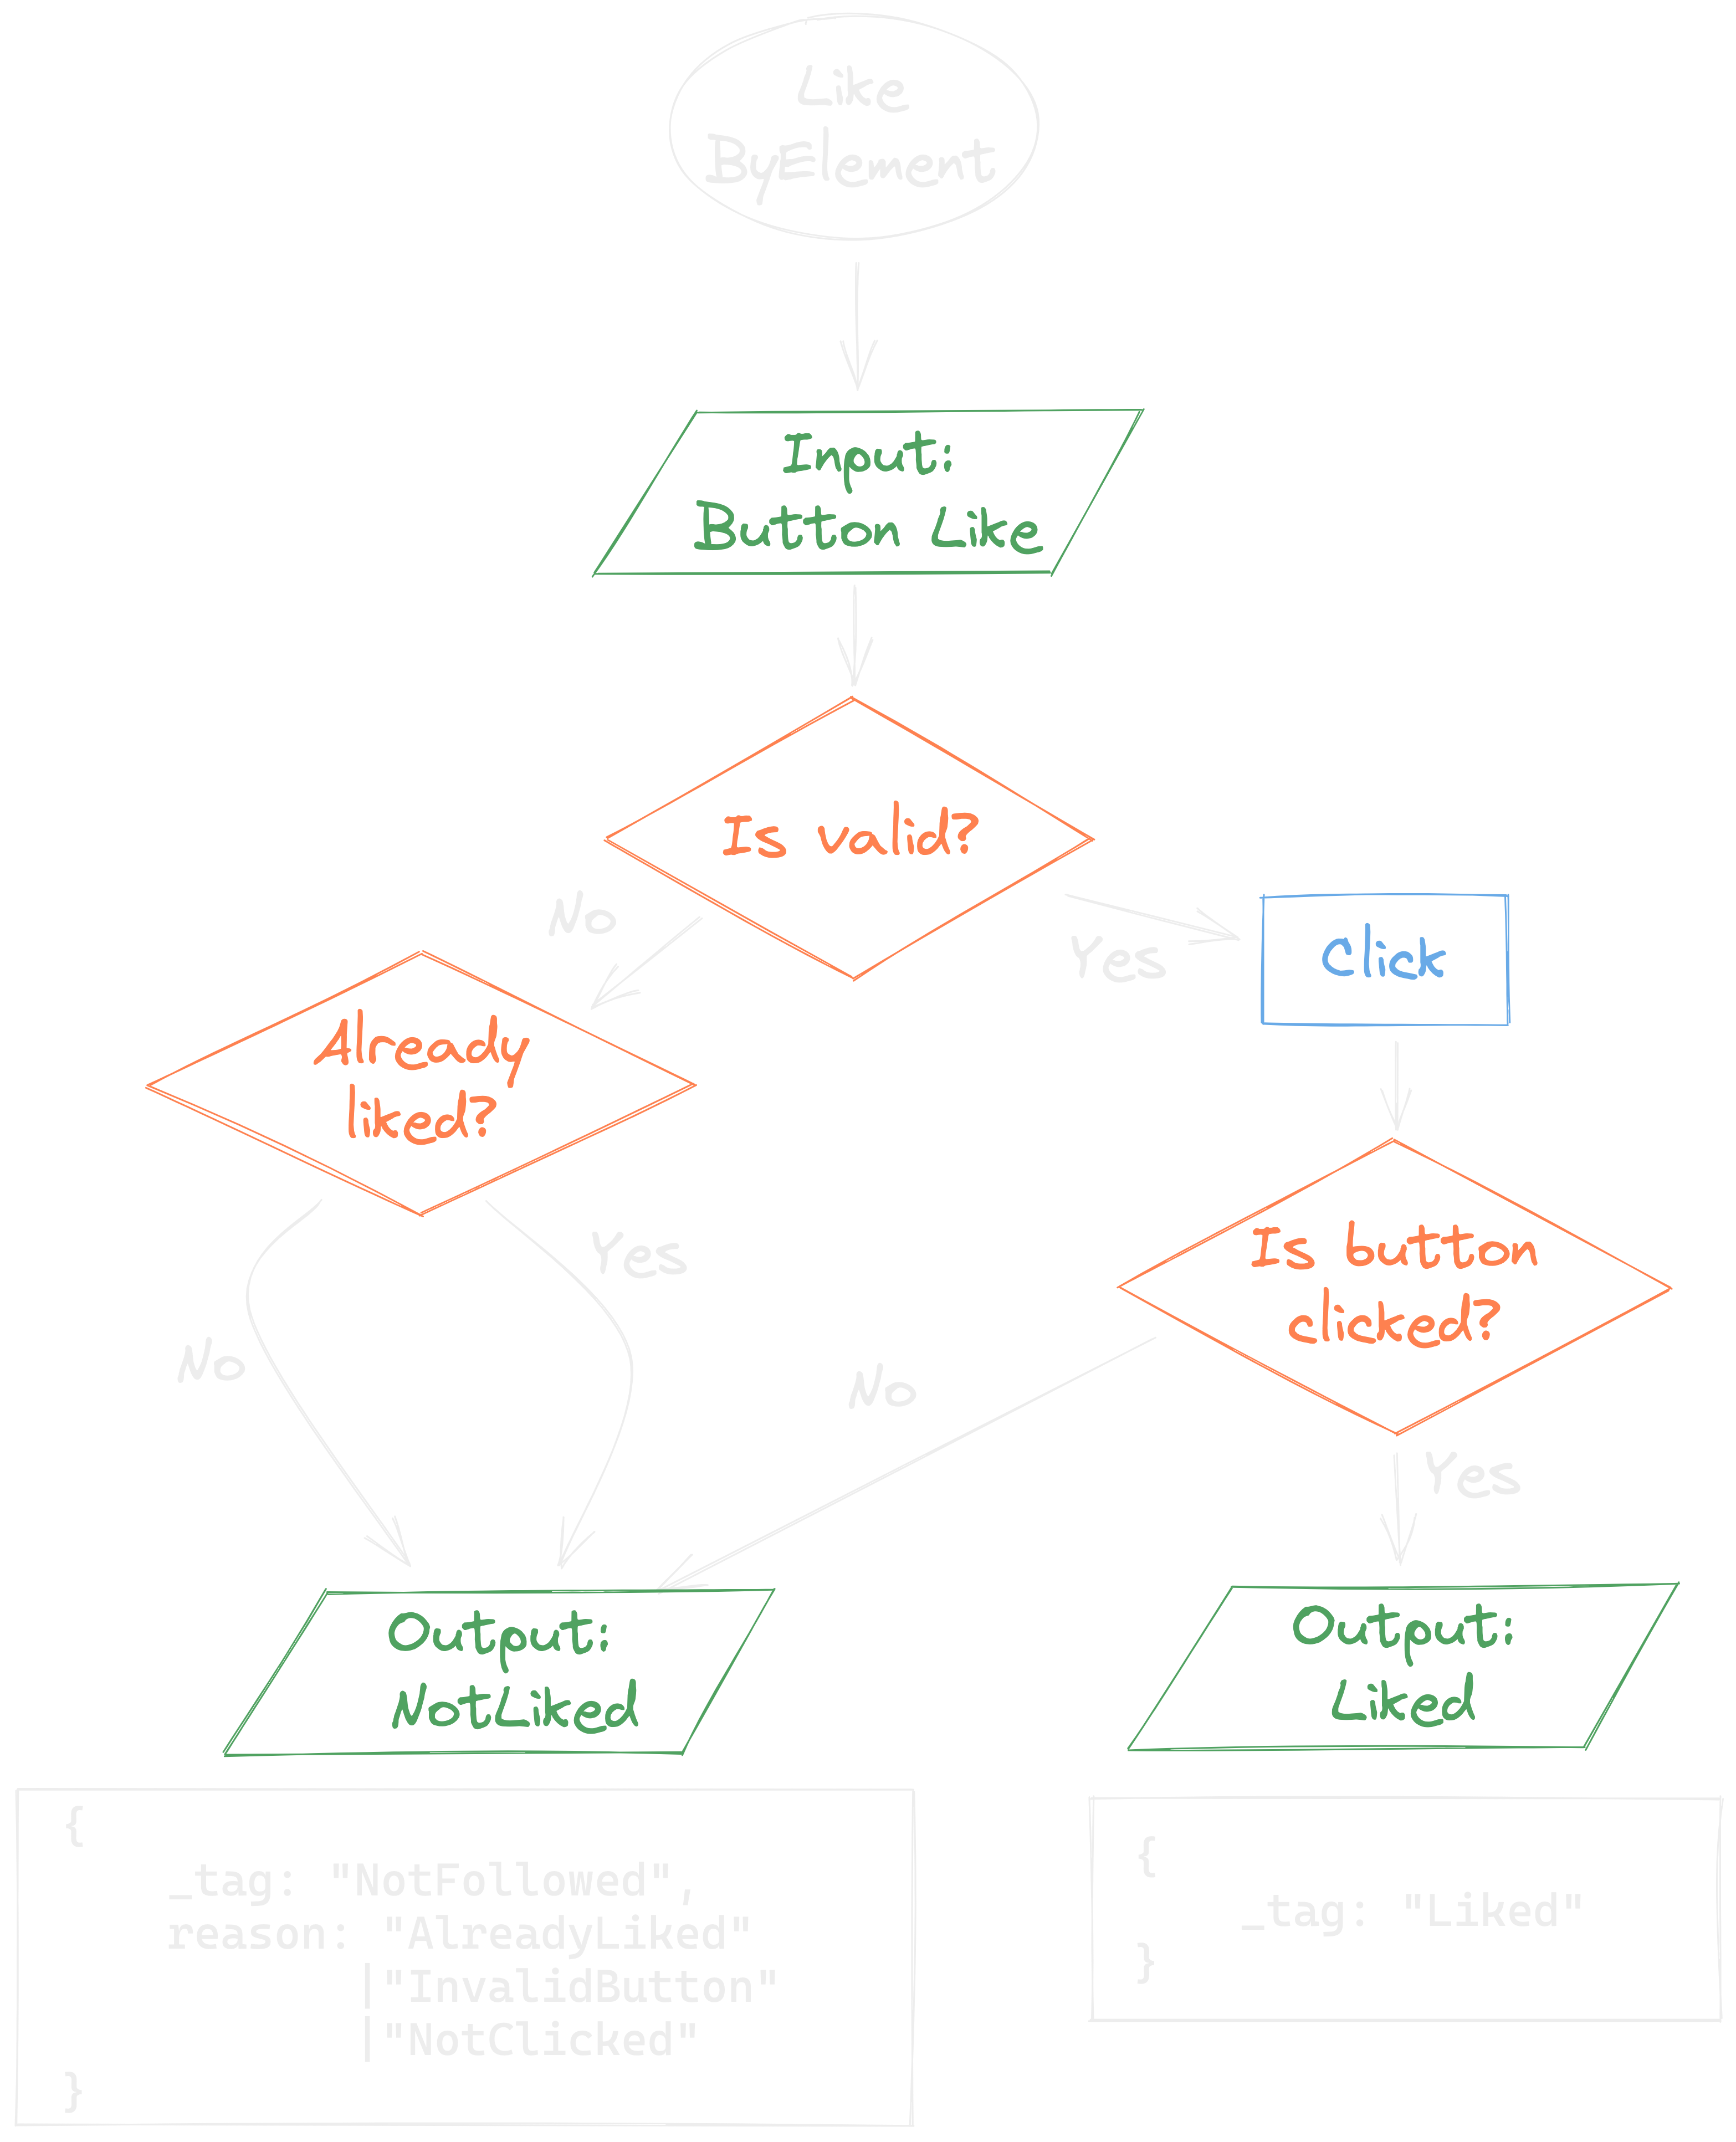 Like
ByElement
Input:
Button Like
Is valid?
No
Yes
Click
Already
liked?
Is button
clicked?
Yes
No
No
Yes
Output:
NotLiked
Output:
Liked
{
_tag: "NotFollowed",
reason: "AlreadyLiked"
|"InvalidButton"
|"NotClicked"
}
{
_tag: "Liked"
}